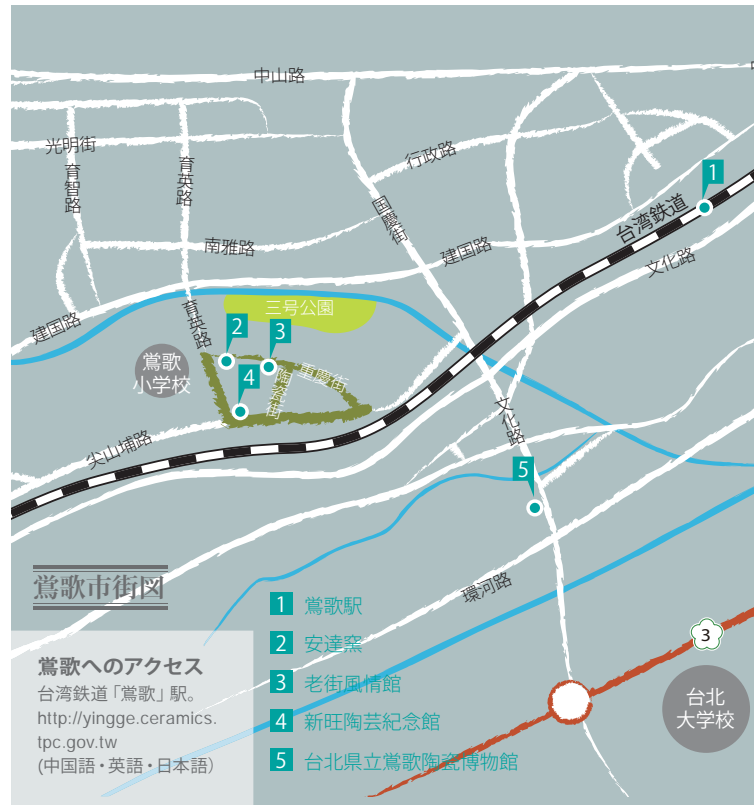 中山路
中
光明街
育智路
育英路
行政路
国慶街
台湾鉄道
1
南雅路
建国路
文化路
三号公園
建国路
育英路
2
3
鶯歌
小学校
4
陶瓷街
重慶街
尖山埔路
文化路
5
鶯歌市街図
環河路
3
台北
大学校
鶯歌へのアクセス
台湾鉄道「鶯歌」駅。
http://yingge.ceramics.
tpc.gov.tw
(中国語・英語・日本語)
1 鶯歌駅
2 安達窯
3 老街風情館
4 新旺陶芸紀念館
5 台北県立鶯歌陶瓷博物館